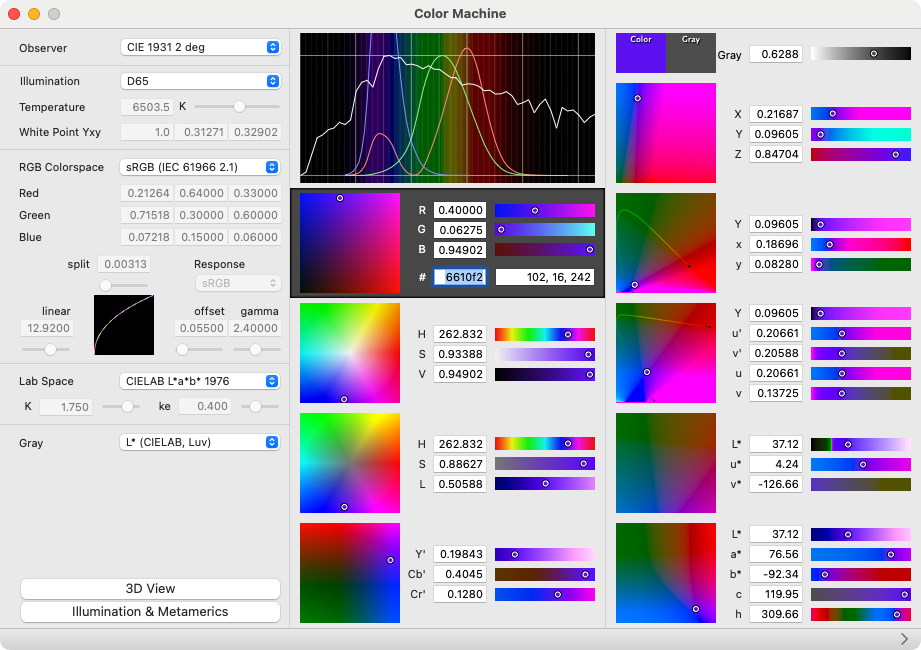 Color Machine
Observer
CIE 1931 2 deg
Illumination
D65
Temperature
6503.5 K
White Point Yxy
1.0 0.31271 0.32902
RGB Colorspace
sRGB (IEC 61966 2.1)
Red
0.21264 0.64000 0.33000
Green
0.71518 0.30000 0.60000
Blue
0.07218 0.15000 0.06000
split 0.00313
Response
sRGB
linear
12.9200
offset gamma
0.05500 2.40000
Lab Space
CIELAB L*a*b* 1976
K 1.750
ke 0.400
Gray
L* (CIELAB, Luv)
3D View
Illumination & Metamerics
R 0.40000
G 0.06275
B 0.94902
# 6610f2
102, 16, 242
H 262.832
S 0.93388
V 0.94902
H 262.832
S 0.88627
L 0.50588
Y' 0.19843
Cb' 0.4045
Cr' 0.1280
Color Gray
Gray 0.6288
X 0.21687
Y 0.09605
Z 0.84704
Y 0.09605
x 0.18696
y 0.08280
Y 0.09605
u' 0.20661
v' 0.20588
u 0.20661
v 0.13725
L* 37.12
u* 4.24
v* -126.66
L* 37.12
a* 76.56
b* -92.34
c 119.95
h 309.66